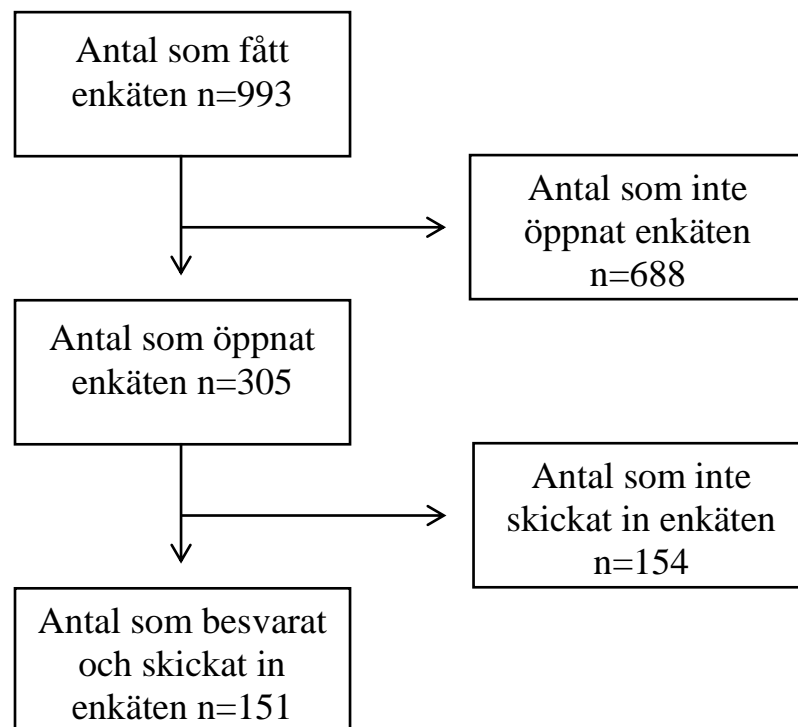 Antal som fått
enkäten n=993
Antal som inte
öppnat enkäten
n=688
Antal som öppnat
enkäten n=305
Antal som inte
skickat in enkäten
n=154
Antal som besvarat
och skickat in
enkäten n=151